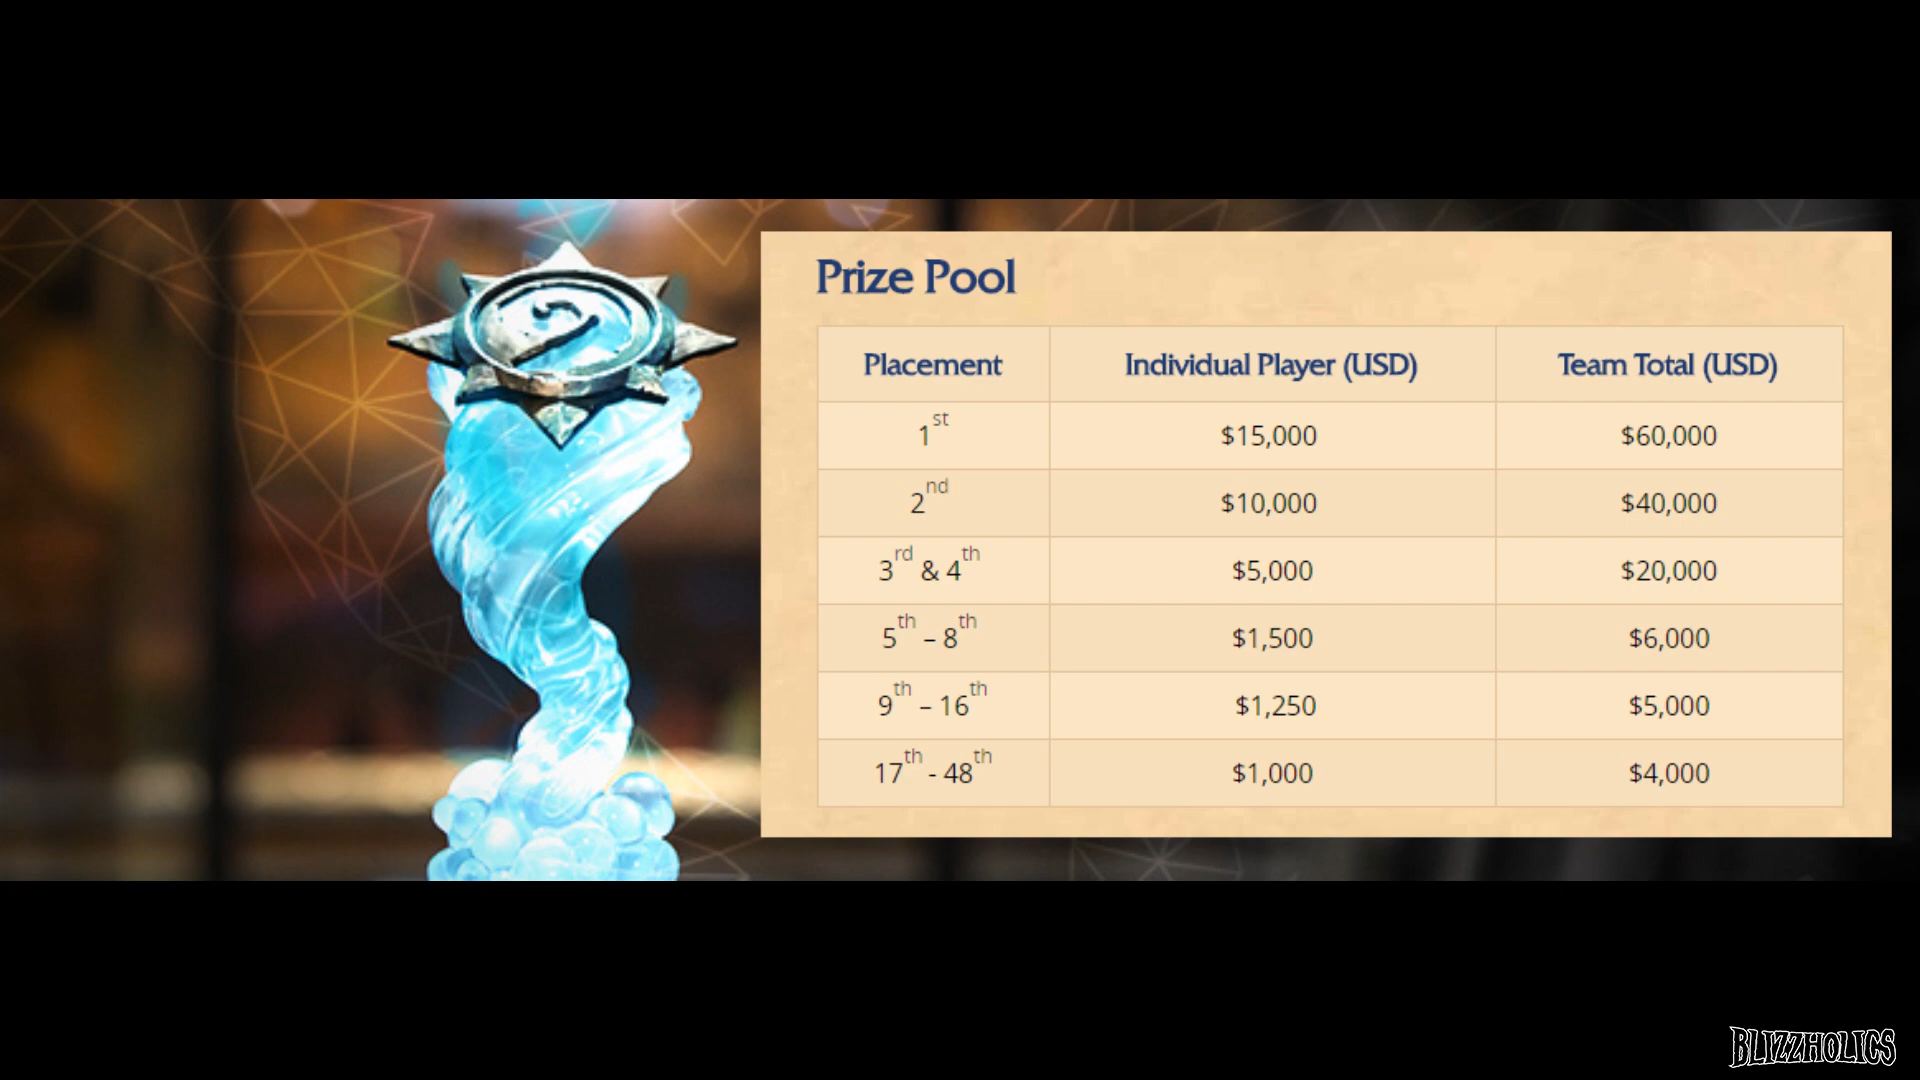 Prize Pool
Placement Individual Player (USD) Team Total (USD)
1st $15,000 $60,000
2nd $10,000 $40,000
3rd & 4th $5,000 $20,000
5th – 8th $1,500 $6,000
9th – 16th $1,250 $5,000
17th - 48th $1,000 $4,000
BLIZZHOLICS